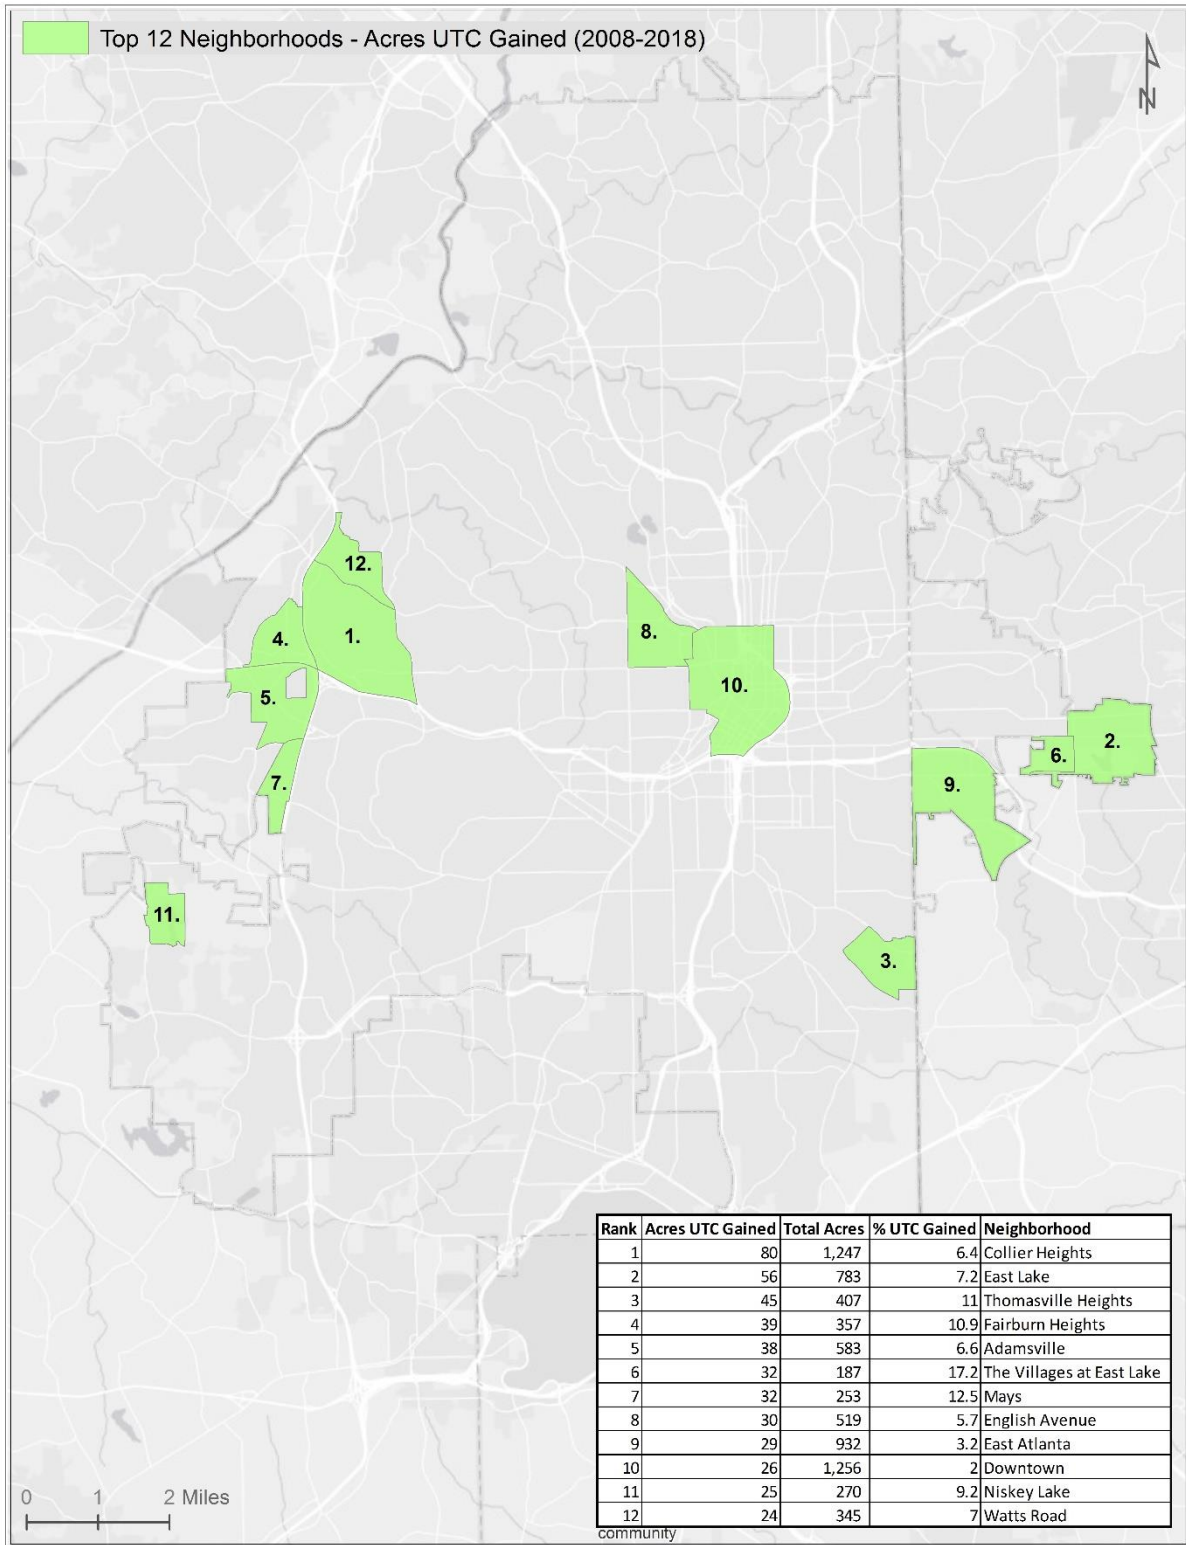 Top 12 Neighborhoods - Acres UTC Gained (2008-2018)
N
12.
1.
4.
8.
5.
10.
2.
6.
7.
9.
11.
3.
Rank Acres UTC Gained Total Acres % UTC Gained Neighborhood
1 80 1,247 6.4 Collier Heights
2 56 783 7.2 East Lake
3 45 407 11 Thomasville Heights
4 39 357 10.9 Fairburn Heights
5 38 583 6.6 Adamsville
6 32 187 17.2 The Villages at East Lake
7 32 253 12.5 Mays
8 30 519 5.7 English Avenue
9 29 932 3.2 East Atlanta
10 26 1,256 2 Downtown
11 25 270 9.2 Niskey Lake
12 24 345 7 Watts Road
0 1 2 Miles
community